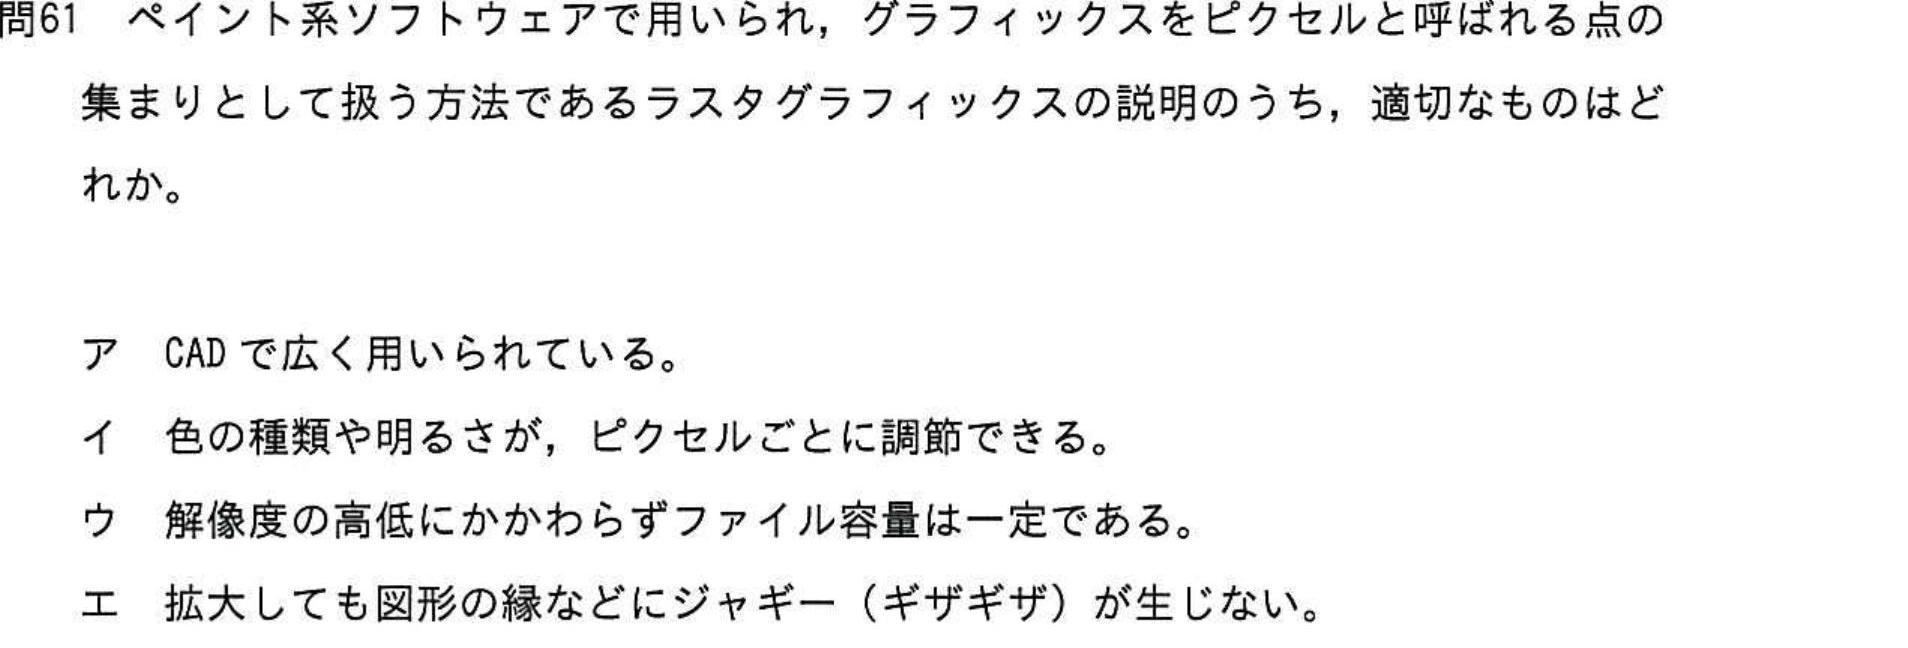 問61　ペイント系ソフトウェアで用いられ，グラフィックスをピクセルと呼ばれる点の
集まりとして扱う方法であるラスタグラフィックスの説明のうち，適切なものはど
れか。
ア　CADで広く用いられている。
イ　色の種類や明るさが，ピクセルごとに調節できる。
ウ　解像度の高低にかかわらずファイル容量は一定である。
エ　拡大しても図形の縁などにジャギー（ギザギザ）が生じない。